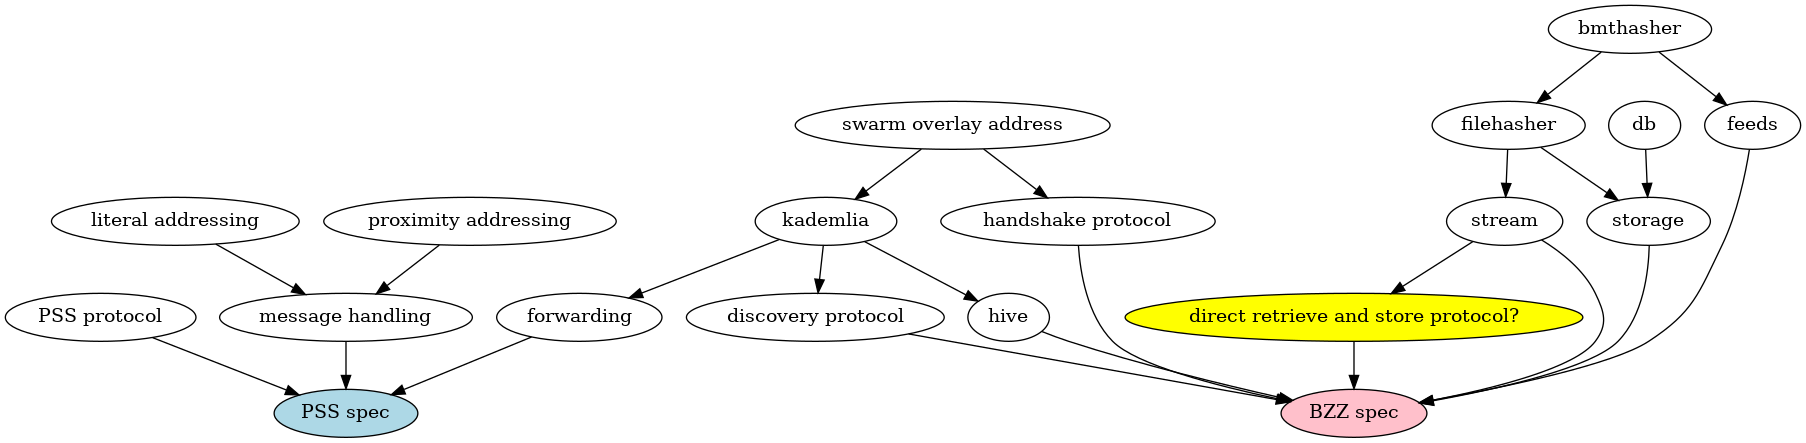 bmthasher
swarm overlay address
filehasher
db
feeds
literal addressing
proximity addressing
kademlia
handshake protocol
stream
storage
PSS protocol
message handling
forwarding
discovery protocol
hive
direct retrieve and store protocol?
PSS spec
BZZ spec